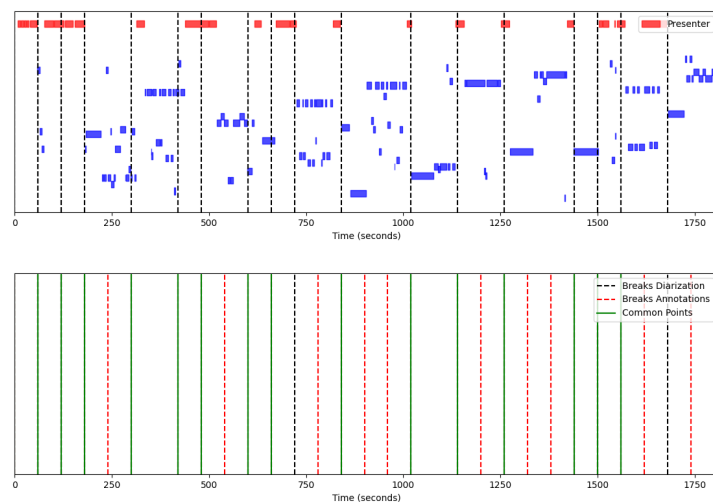 Presenter
0 250 500 750 1000 1250 1500 1750
Time (seconds)
Breaks Diarization
Breaks Annotations
Common Points
0 250 500 750 1000 1250 1500 1750
Time (seconds)